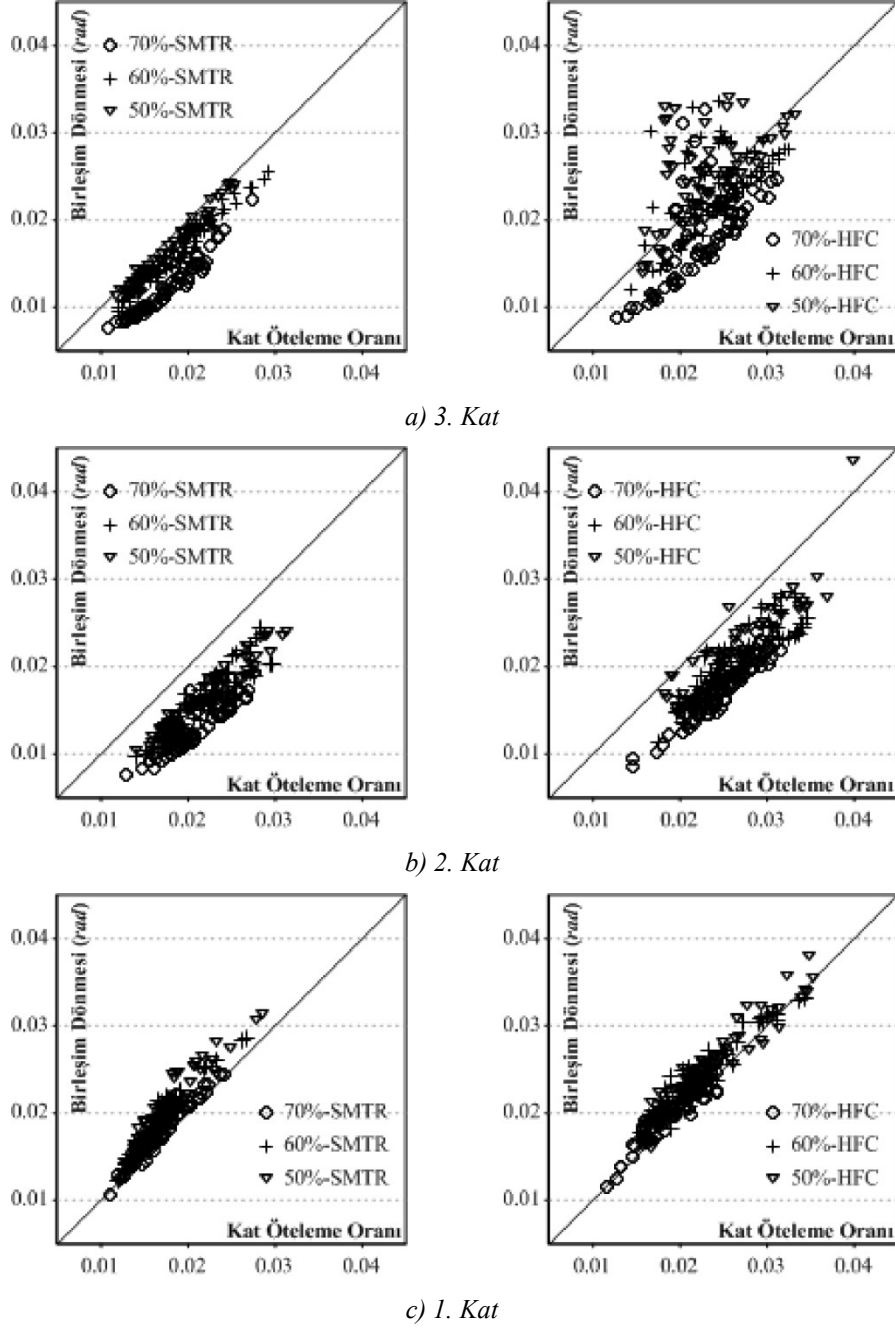 0.04
0.03
0.02
0.01
Birleşim Dönmesi (rad)
70%-SMTR
60%-SMTR
50%-SMTR
Kat Öteleme Oranı
0.01 0.02 0.03 0.04
0.04
0.03
0.02
0.01
Birleşim Dönmesi (rad)
70%-HFC
60%-HFC
50%-HFC
Kat Öteleme Oranı
0.01 0.02 0.03 0.04
a) 3. Kat
0.04
0.03
0.02
0.01
Birleşim Dönmesi (rad)
70%-SMTR
60%-SMTR
50%-SMTR
Kat Öteleme Oranı
0.01 0.02 0.03 0.04
0.04
0.03
0.02
0.01
Birleşim Dönmesi (rad)
70%-HFC
60%-HFC
50%-HFC
Kat Öteleme Oranı
0.01 0.02 0.03 0.04
b) 2. Kat
0.04
0.03
0.02
0.01
Birleşim Dönmesi (rad)
70%-SMTR
60%-SMTR
50%-SMTR
Kat Öteleme Oranı
0.01 0.02 0.03 0.04
0.04
0.03
0.02
0.01
Birleşim Dönmesi (rad)
70%-HFC
60%-HFC
50%-HFC
Kat Öteleme Oranı
0.01 0.02 0.03 0.04
c) 1. Kat